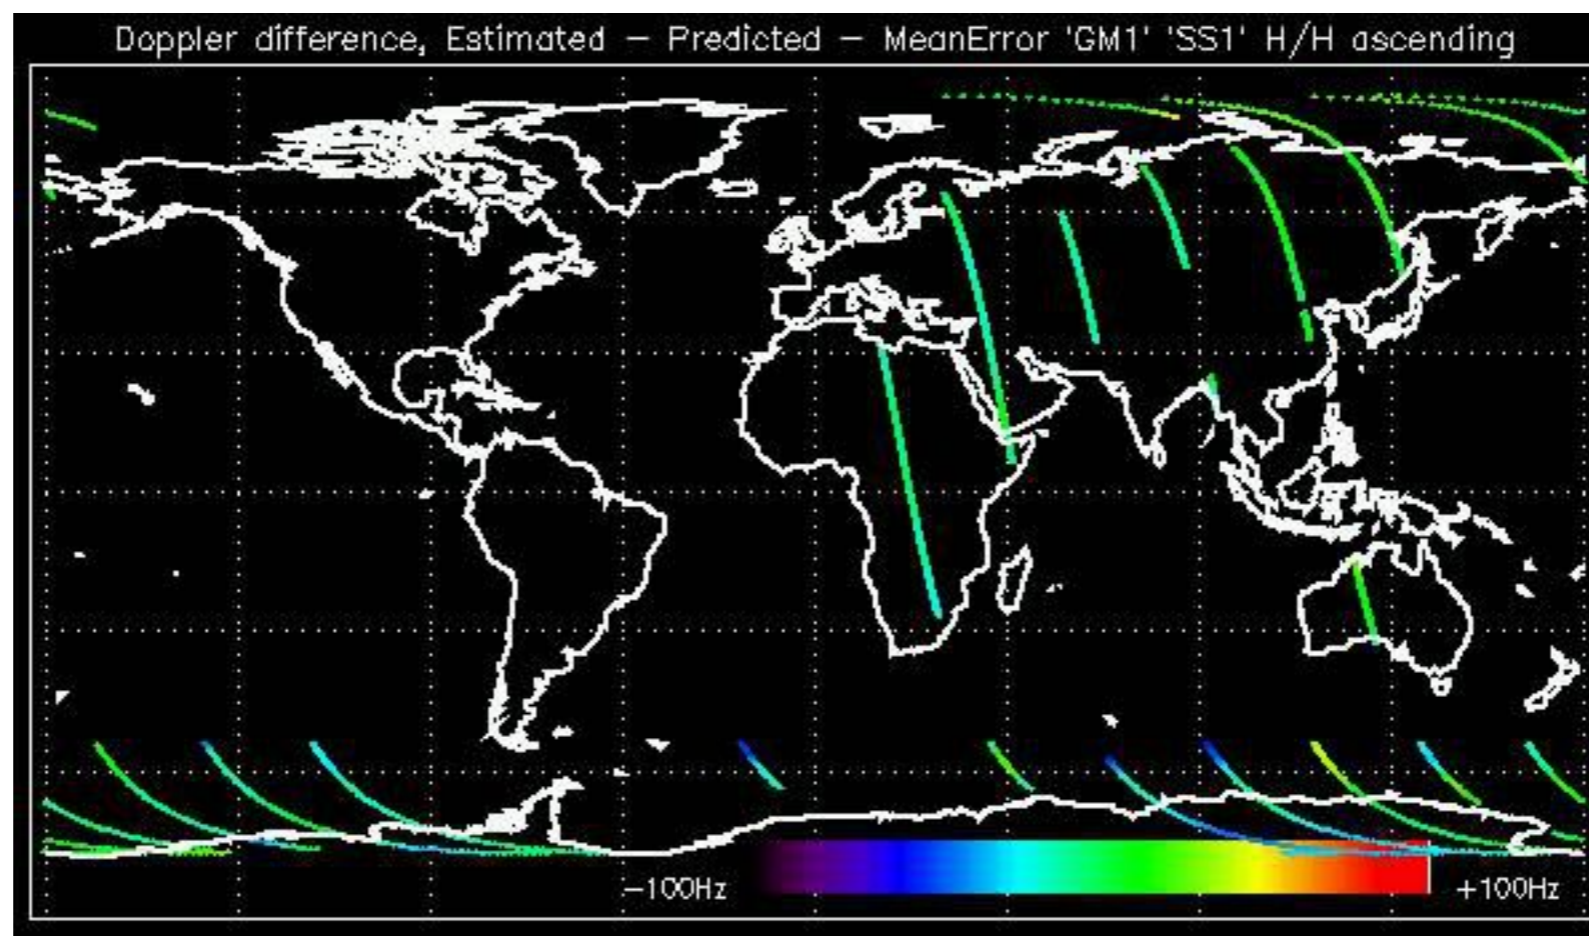 Doppler difference, Estimated – Predicted – MeanError 'GM1' 'SS1' H/H ascending
–100Hz +100Hz